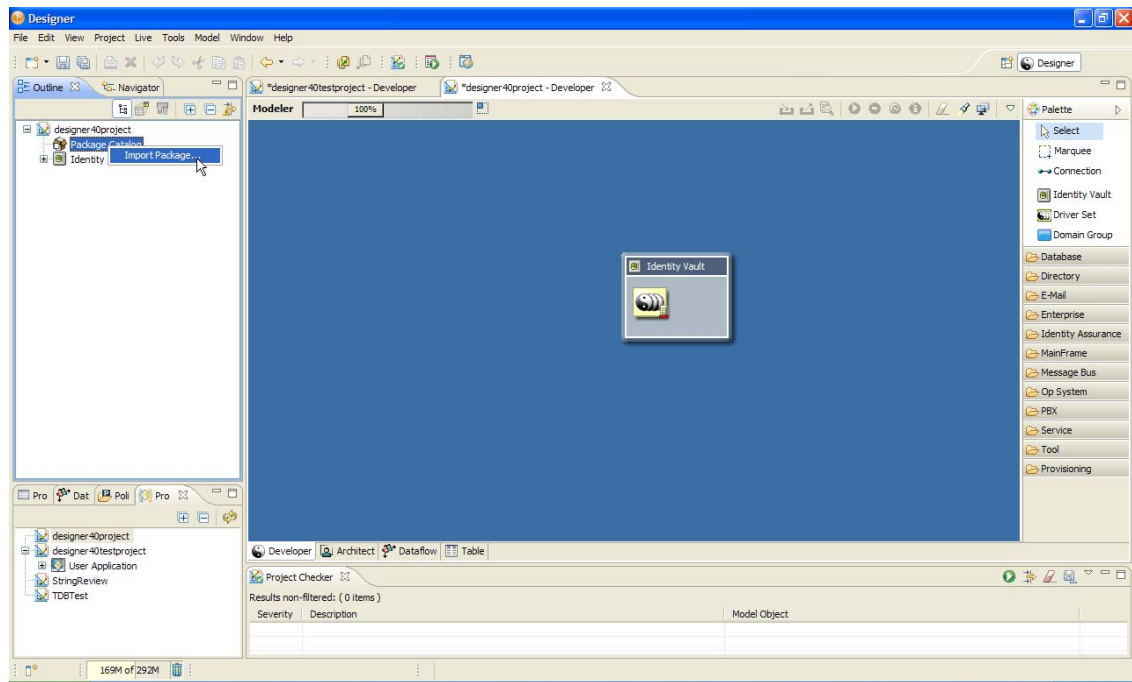 Designer
File Edit View Project Live Tools Model Window Help
Designer
Outline Navigator
*designer40testproject - Developer *designer40project - Developer
Modeler 100%
designer40project
Package Catalog
Identity
Import Package...
Identity Vault
Palette
Select
Marquee
Connection
Identity Vault
Driver Set
Domain Group
Database
Directory
E-Mail
Enterprise
Identity Assurance
MainFrame
Message Bus
Op System
PBX
Service
Tool
Provisioning
Pro Dat Poli Pro
designer40project
designer40testproject
User Application
StringReview
TDBTest
Developer Architect Dataflow Table
Project Checker
Results non-filtered: ( 0 items )
Severity Description Model Object
169M of 292M